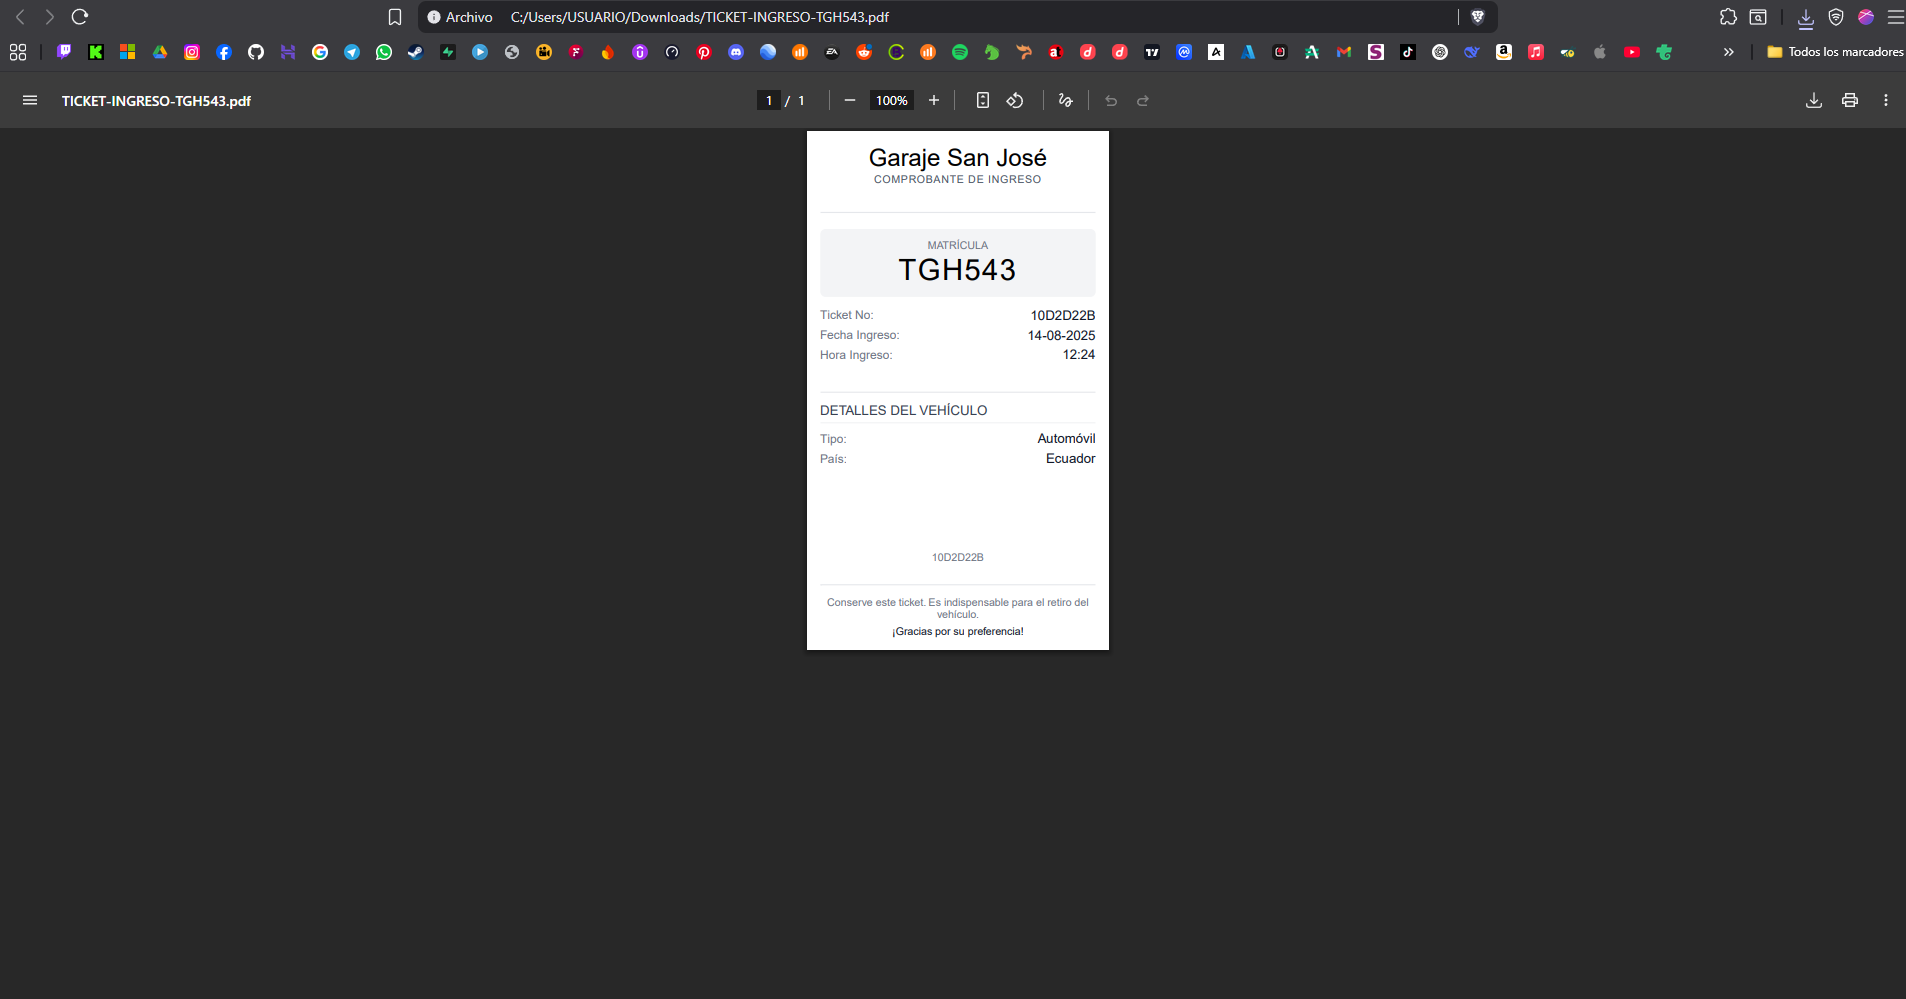 Archivo C:/Users/USUARIO/Downloads/TICKET-INGRESO-TGH543.pdf
Todos los marcadores
TICKET-INGRESO-TGH543.pdf
1 / 1
100%
Garaje San José
COMPROBANTE DE INGRESO
MATRÍCULA
TGH543
Ticket No: 10D2D22B
Fecha Ingreso: 14-08-2025
Hora Ingreso: 12:24
DETALLES DEL VEHÍCULO
Tipo: Automóvil
País: Ecuador
10D2D22B
Conserve este ticket. Es indispensable para el retiro del
vehículo.
¡Gracias por su preferencia!